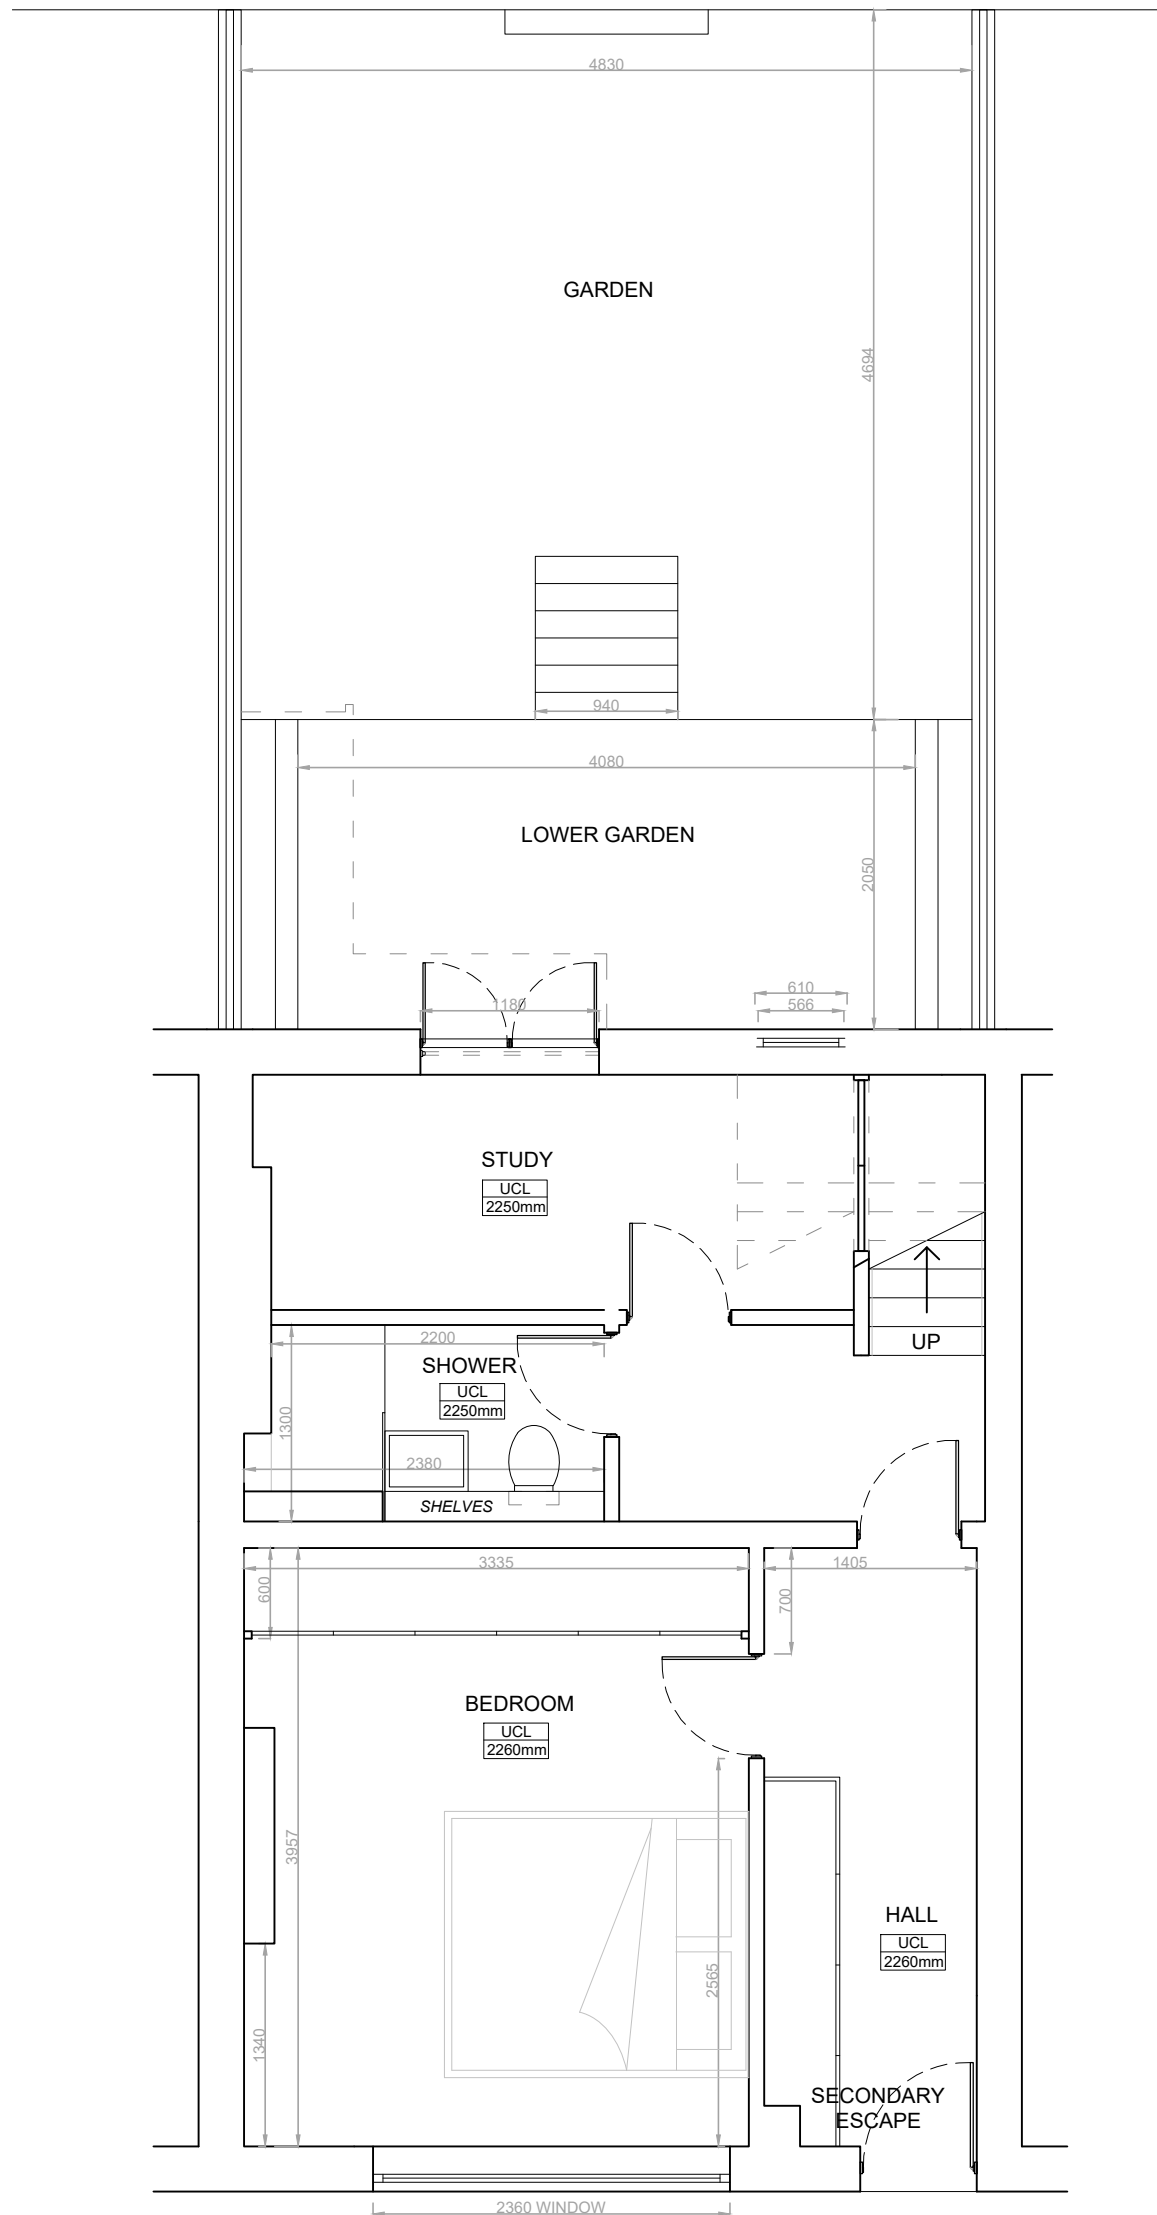 4830
GARDEN
4694
940
4080
LOWER GARDEN
2050
610
1180
566
STUDY
UCL
2250mm
2200
UP
SHOWER
UCL
2250mm
1300
2380
SHELVES
3335
1405
600
700
BEDROOM
UCL
2260mm
3957
HALL
UCL
2260mm
2565
1340
SECONDARY
ESCAPE
2360 WINDOW